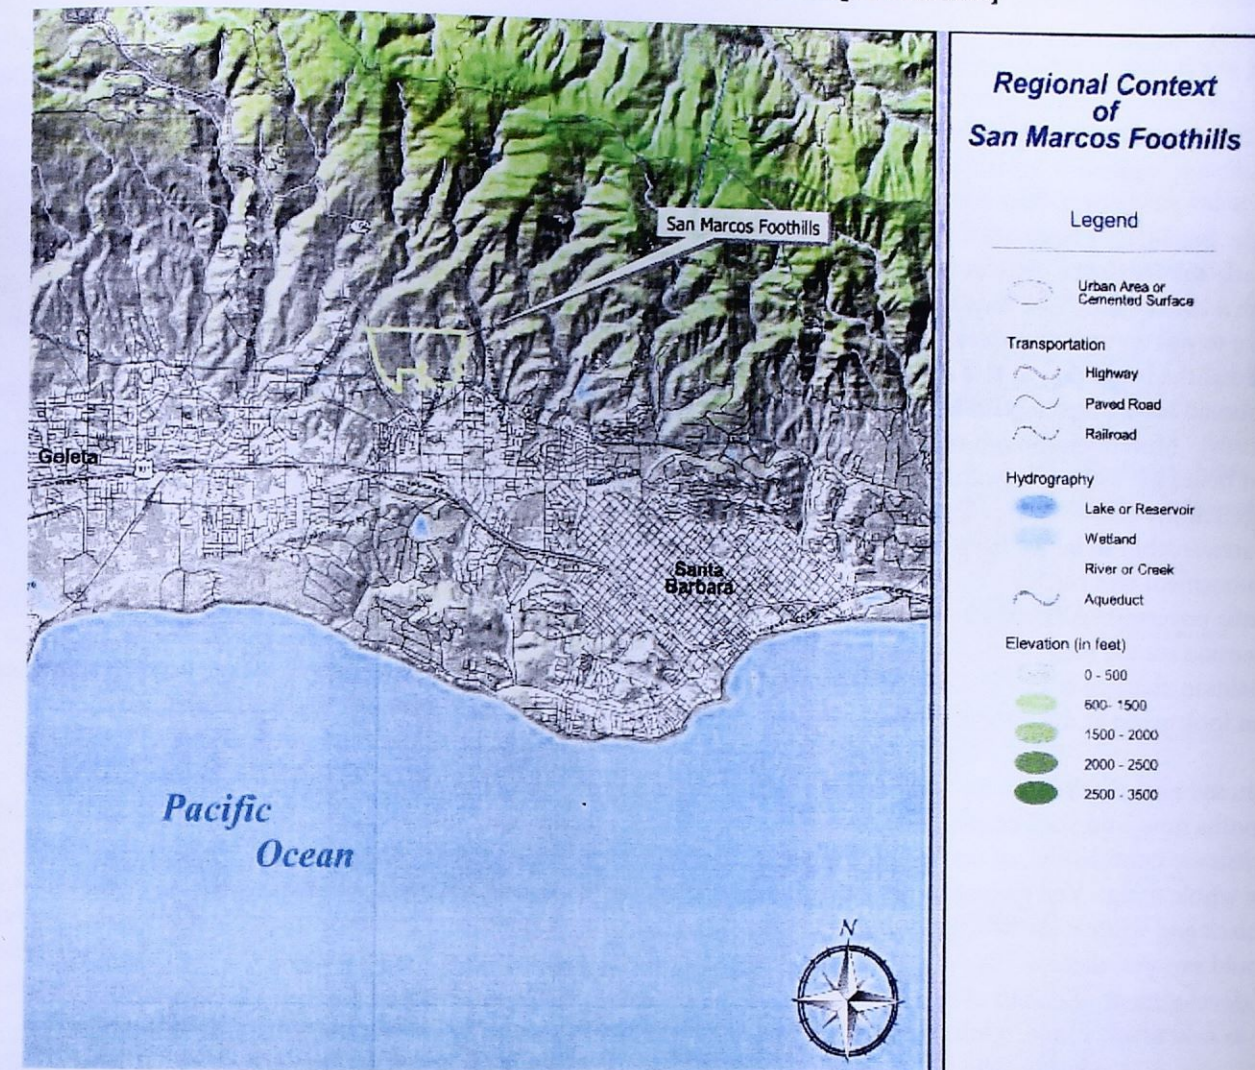 Regional Context
of
San Marcos Foothills
Legend
Urban Area or
Cemented Surface
Transportation
Highway
Paved Road
Railroad
Hydrography
Lake or Reservoir
Wetland
River or Creek
Aqueduct
Elevation (in feet)
0 - 500
600- 1500
1500 - 2000
2000 - 2500
2500 - 3500
San Marcos Foothills
Goleta
101
Santa
Barbara
Pacific
Ocean
N